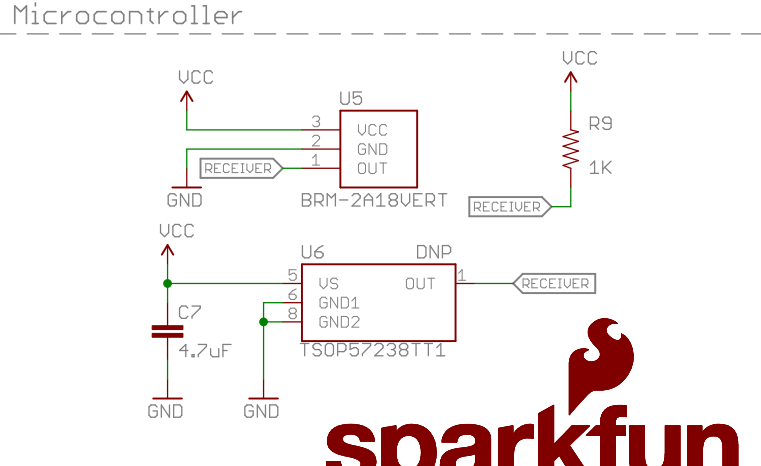 Microcontroller
VCC
U5
3 VCC
2 GND
RECEIVER 1 OUT
GND
BRM-2A18VERT
VCC
R9
1K
RECEIVER
VCC
U6 DNP
5 VS OUT 1 RECEIVER
6 GND1
8 GND2
TSOP57238TT1
C7
4.7uF
GND
GND
sparkfun